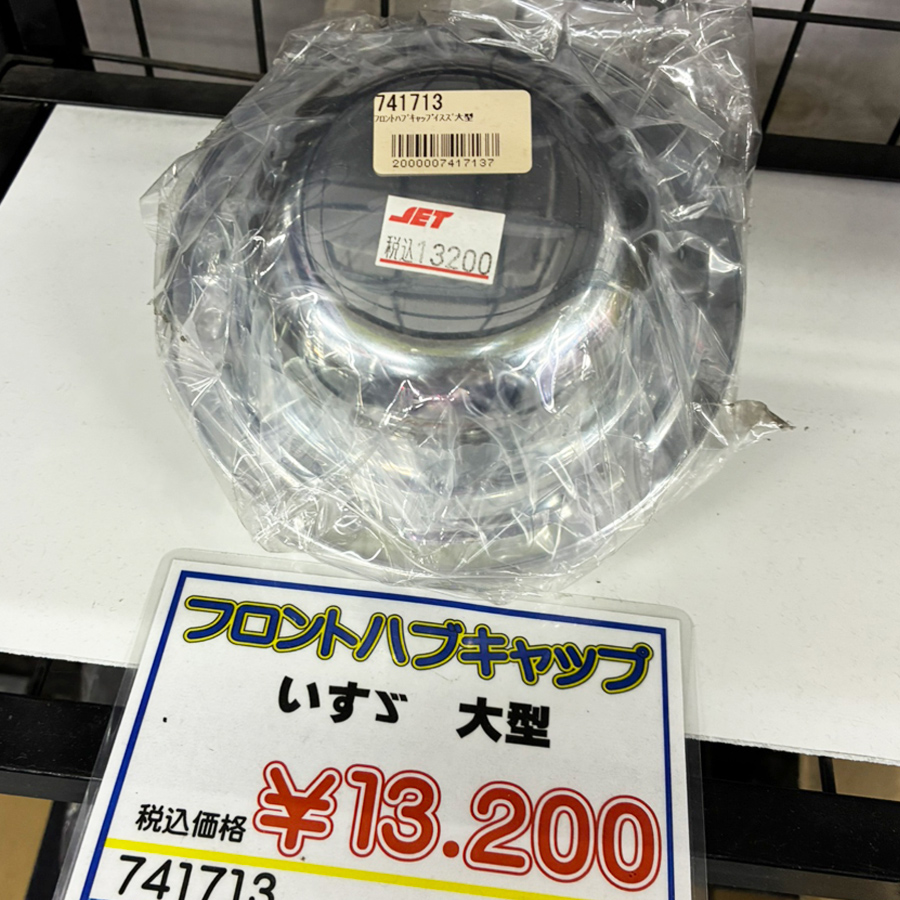 741713
フロントハブキャップイスズ大型
2000007417137
JET
税込13200
フロントハブキャップ
いすゞ 大型
税込価格 ¥13.200
741713